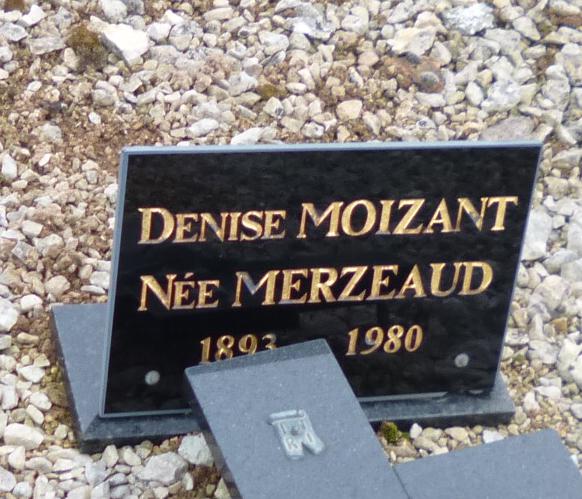 DENISE MOIZANT
NÉE MERZEAUD
1893 1980